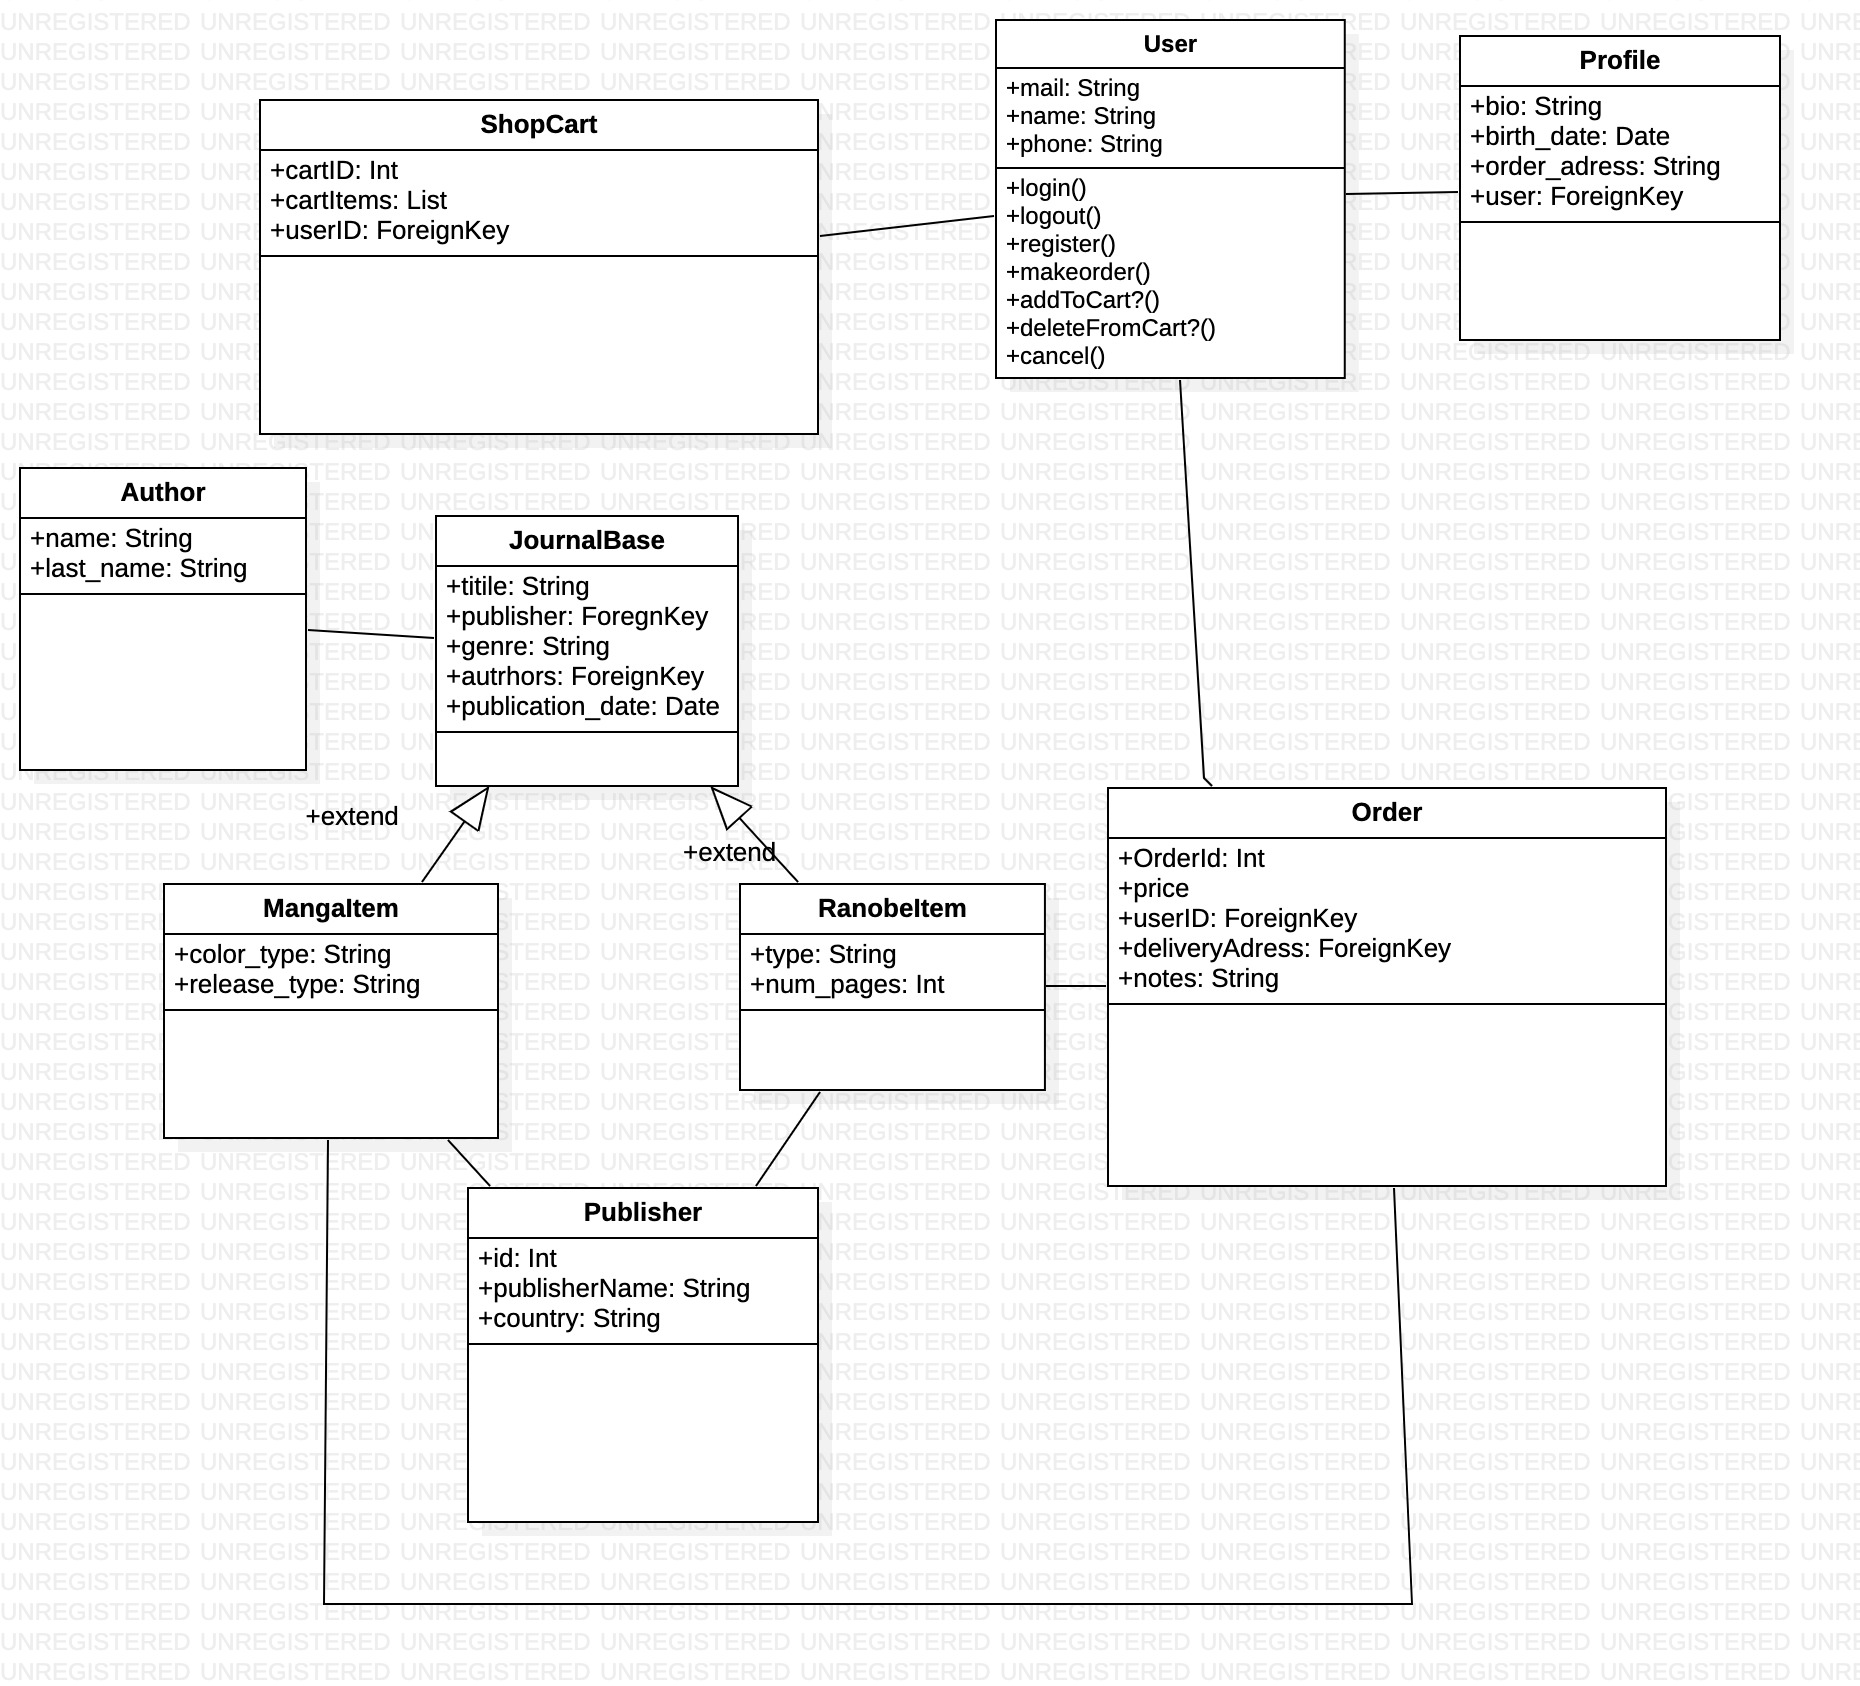 User
+mail: String
+name: String
+phone: String
+login()
+logout()
+register()
+makeorder()
+addToCart?()
+deleteFromCart?()
+cancel()
Profile
+bio: String
+birth_date: Date
+order_adress: String
+user: ForeignKey
ShopCart
+cartID: Int
+cartItems: List
+userID: ForeignKey
Author
+name: String
+last_name: String
JournalBase
+titile: String
+publisher: ForegnKey
+genre: String
+autrhors: ForeignKey
+publication_date: Date
+extend
+extend
MangaItem
+color_type: String
+release_type: String
RanobeItem
+type: String
+num_pages: Int
Order
+OrderId: Int
+price
+userID: ForeignKey
+deliveryAdress: ForeignKey
+notes: String
Publisher
+id: Int
+publisherName: String
+country: String
UNREGISTERED